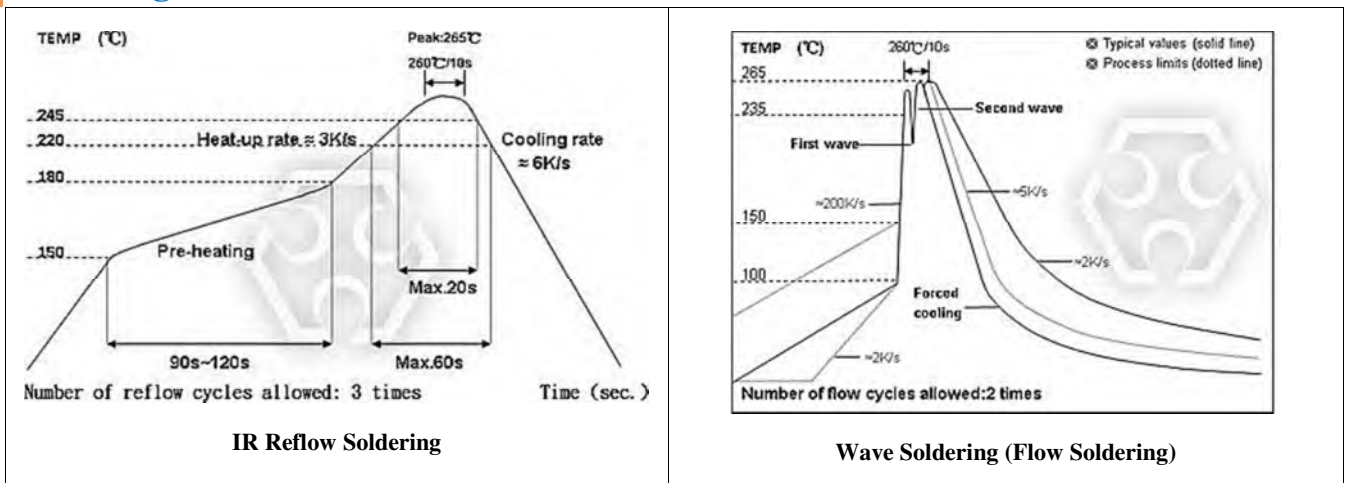 TEMP (℃)
Peak:265℃
260℃/10s
245
220
180
150
Heat-up rate ≈ 3K/s
Cooling rate
≈ 6K/s
Pre-heating
Max.20s
90s~120s
Max.60s
Number of reflow cycles allowed: 3 times
Time (sec.)
IR Reflow Soldering
TEMP (℃)
260℃/10s
Typical values (solid line)
Process limits (dotted line)
265
235
Second wave
First wave
≈200K/s
≈5K/s
150
≈2K/s
100
Forced
cooling
≈2K/s
Number of flow cycles allowed:2 times
Wave Soldering (Flow Soldering)